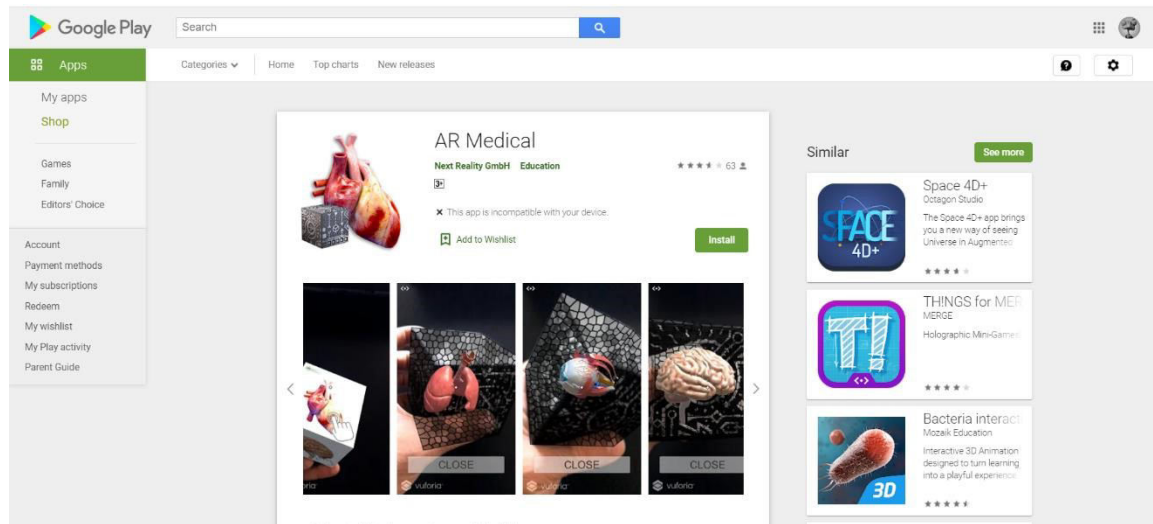 Google Play
Search
Apps
Categories
Home
Top charts
New releases
My apps
Shop
Games
Family
Editors' Choice
Account
Payment methods
My subscriptions
Redeem
My wishlist
My Play activity
Parent Guide
AR Medical
Next Reality GmbH Education
63
3+
This app is incompatible with your device.
Add to Wishlist
Install
CLOSE
CLOSE
CLOSE
vuforia
vuforia
vuforia
Similar
See more
SPACE
4D+
Space 4D+
Octagon Studio
The Space 4D+ app brings
you a new way of seeing
Universe in Augmented
T!
TH!NGS for MER
MERGE
Holographic Mini-Games
3D
Bacteria interact
Mozaik Education
Interactive 3D Animation
designed to turn learning
into a playful experience.